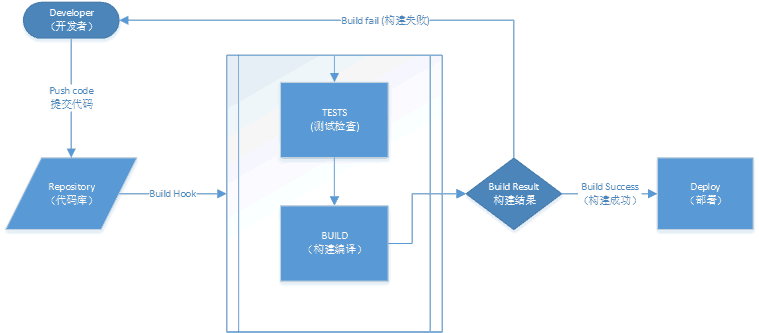 Developer
（开发者）
Build fail (构建失败)
Push code
提交代码
TESTS
(测试检查)
Repository
（代码库）
Build Hook
Build Result
构建结果
Build Success
（构建成功）
Deploy
（部署）
BUILD
（构建编译）